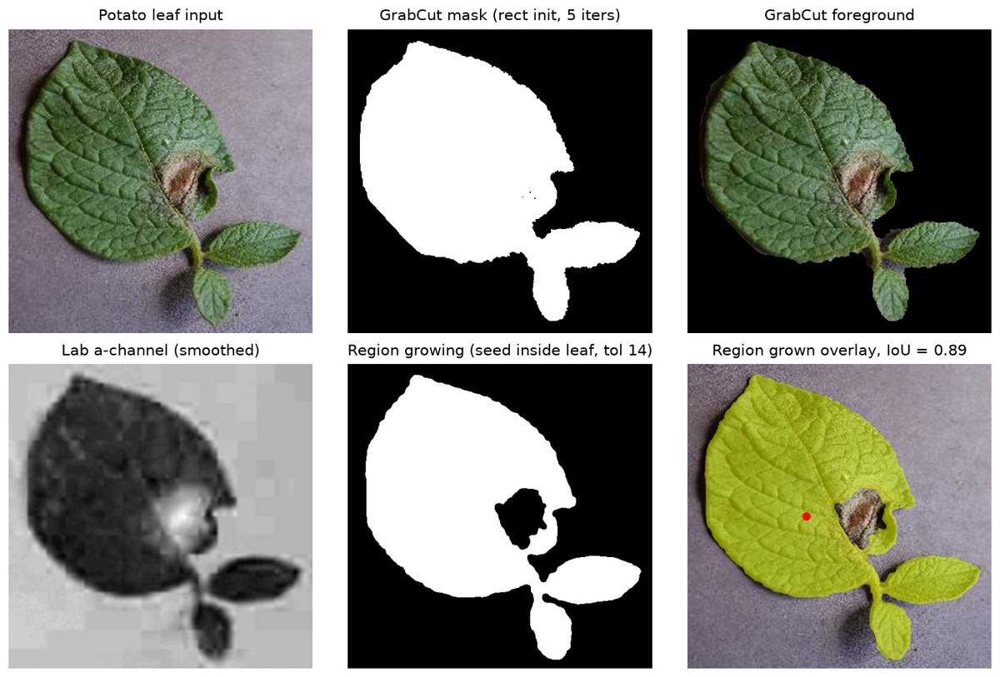 Potato leaf input
GrabCut mask (rect init, 5 iters)
GrabCut foreground
Lab a-channel (smoothed)
Region growing (seed inside leaf, tol 14)
Region grown overlay, IoU = 0.89